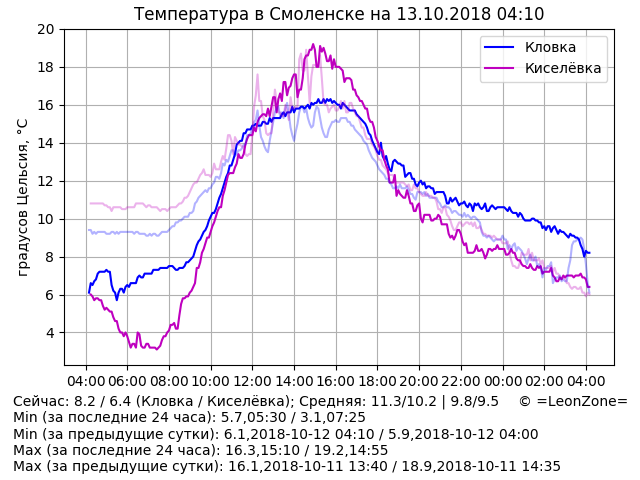 Температура в Смоленске на 13.10.2018 04:10
градусов Цельсия, °C
20
18
16
14
12
10
8
6
4
Кловка
Киселёвка
04:00 06:00 08:00 10:00 12:00 14:00 16:00 18:00 20:00 22:00 00:00 02:00 04:00
Сейчас: 8.2 / 6.4 (Кловка / Киселёвка); Средняя: 11.3/10.2 | 9.8/9.5 © =LeonZone=
Min (за последние 24 часа): 5.7,05:30 / 3.1,07:25
Min (за предыдущие сутки): 6.1,2018-10-12 04:10 / 5.9,2018-10-12 04:00
Max (за последние 24 часа): 16.3,15:10 / 19.2,14:55
Max (за предыдущие сутки): 16.1,2018-10-11 13:40 / 18.9,2018-10-11 14:35